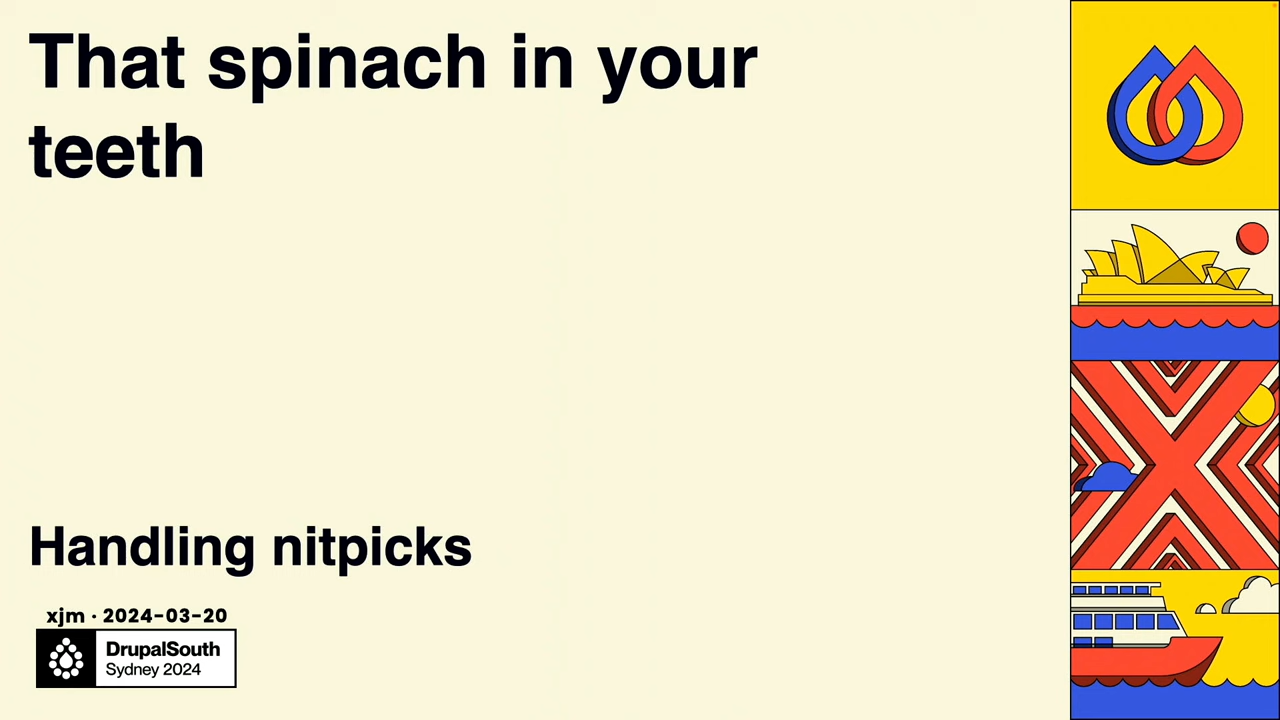 That spinach in your
teeth
Handling nitpicks
xjm · 2024-03-20
DrupalSouth
Sydney 2024